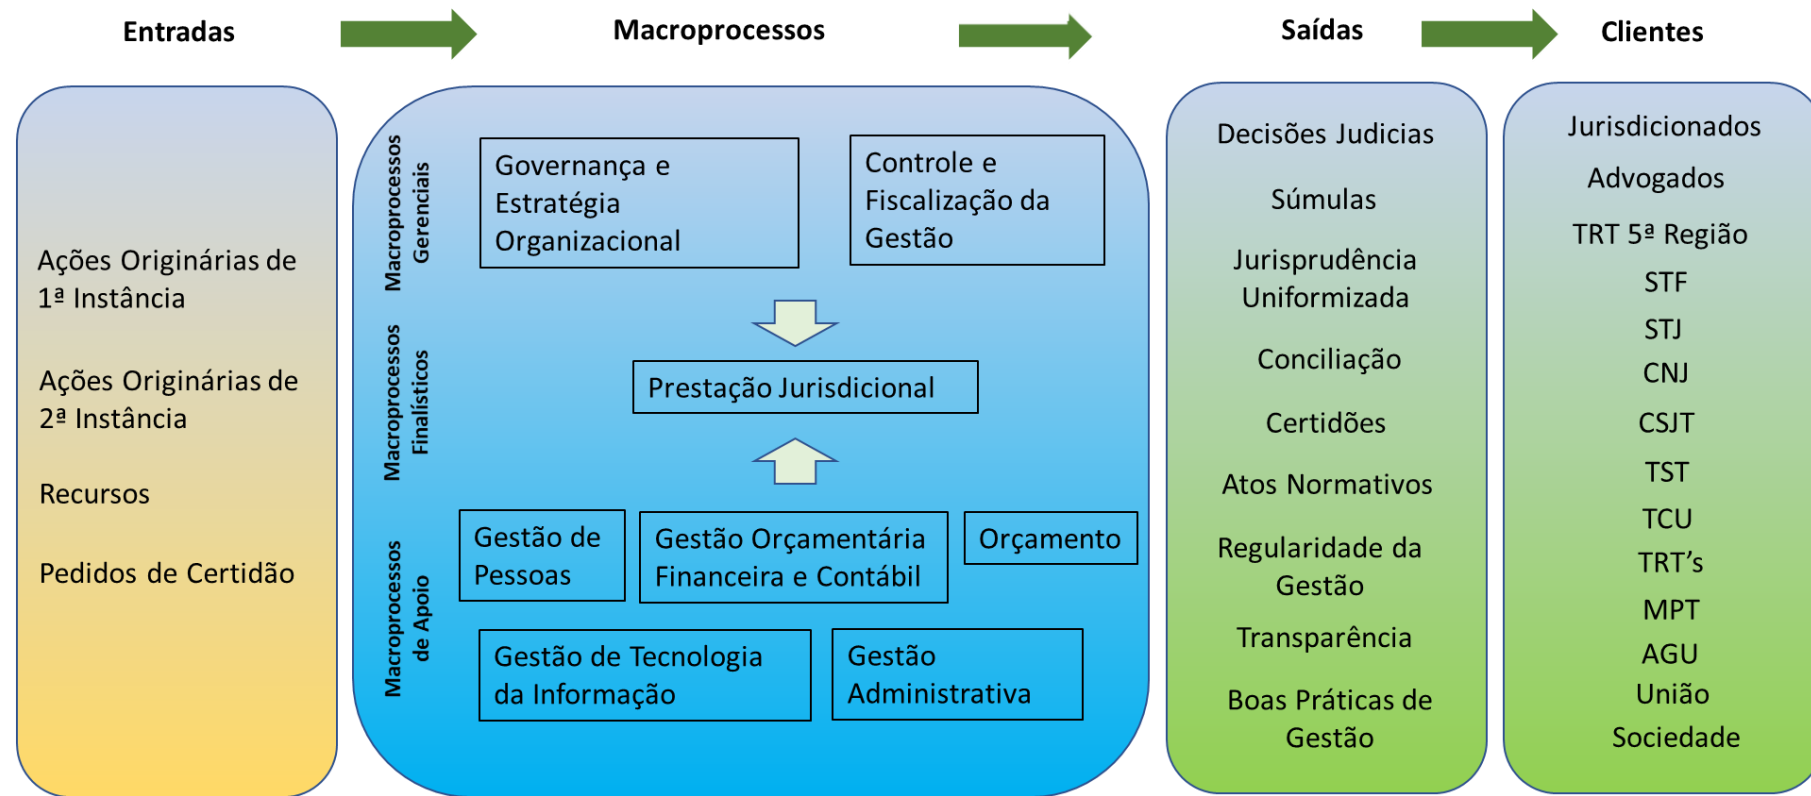 Entradas
Macroprocessos
Saídas
Clientes
Ações Originárias de
1ª Instância
Ações Originárias de
2ª Instância
Recursos
Pedidos de Certidão
Macroprocessos
Gerenciais
Governança e
Estratégia
Organizacional
Controle e
Fiscalização da
Gestão
Macroprocessos
Finalísticos
Prestação Jurisdicional
Macroprocessos
de Apoio
Gestão de
Pessoas
Gestão Orçamentária
Financeira e Contábil
Orçamento
Gestão de Tecnologia
da Informação
Gestão
Administrativa
Decisões Judicias
Súmulas
Jurisprudência
Uniformizada
Conciliação
Certidões
Atos Normativos
Regularidade da
Gestão
Transparência
Boas Práticas de
Gestão
Jurisdicionados
Advogados
TRT 5ª Região
STF
STJ
CNJ
CSJT
TST
TCU
TRT’s
MPT
AGU
União
Sociedade